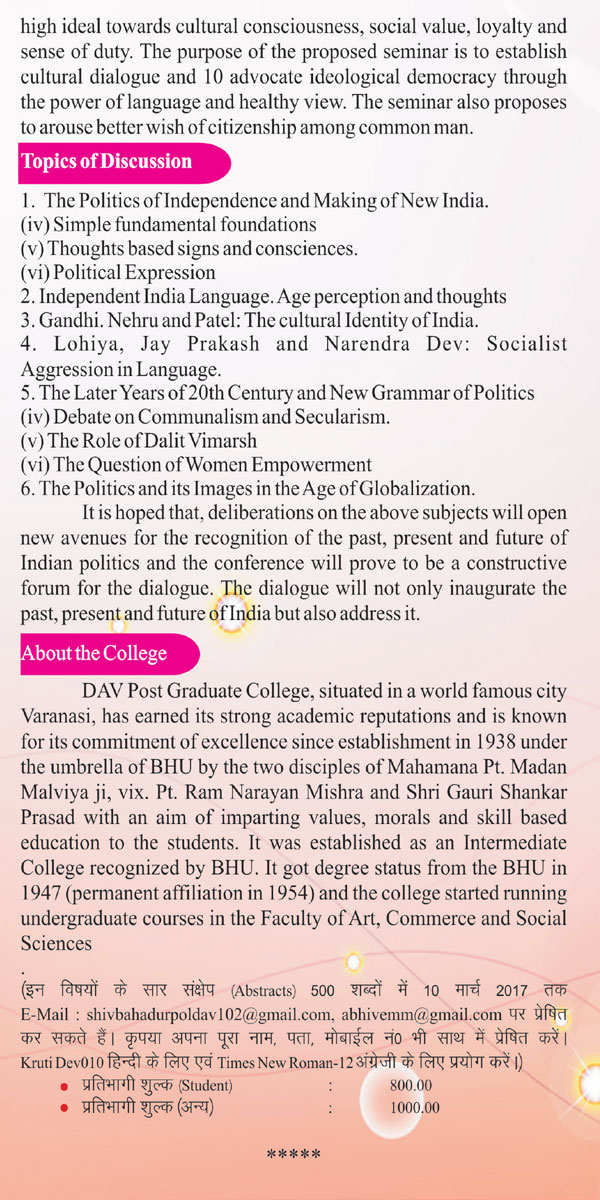 high ideal towards cultural consciousness, social value, loyalty and
sense of duty. The purpose of the proposed seminar is to establish
cultural dialogue and 10 advocate ideological democracy through
the power of language and healthy view. The seminar also proposes
to arouse better wish of citizenship among common man.
Topics of Discussion
1. The Politics of Independence and Making of New India.
(iv) Simple fundamental foundations
(v) Thoughts based signs and consciences.
(vi) Political Expression
2. Independent India Language. Age perception and thoughts
3. Gandhi. Nehru and Patel: The cultural Identity of India.
4. Lohiya, Jay Prakash and Narendra Dev: Socialist
Aggression in Language.
5. The Later Years of 20th Century and New Grammar of Politics
(iv) Debate on Communalism and Secularism.
(v) The Role of Dalit Vimarsh
(vi) The Question of Women Empowerment
6. The Politics and its Images in the Age of Globalization.
It is hoped that, deliberations on the above subjects will open
new avenues for the recognition of the past, present and future of
Indian politics and the conference will prove to be a constructive
forum for the dialogue. The dialogue will not only inaugurate the
past, present and future of India but also address it.
About the College
DAV Post Graduate College, situated in a world famous city
Varanasi, has earned its strong academic reputations and is known
for its commitment of excellence since establishment in 1938 under
the umbrella of BHU by the two disciples of Mahamana Pt. Madan
Malviya ji, vix. Pt. Ram Narayan Mishra and Shri Gauri Shankar
Prasad with an aim of imparting values, morals and skill based
education to the students. It was established as an Intermediate
College recognized by BHU. It got degree status from the BHU in
1947 (permanent affiliation in 1954) and the college started running
undergraduate courses in the Faculty of Art, Commerce and Social
Sciences
.
(इन विषयों के सार संक्षेप (Abstracts) 500 शब्दों में 10 मार्च 2017 तक
E-Mail : shivbahadurpoldav102@gmail.com, abhivemm@gmail.com पर प्रेषित
कर सकते हैं। कृपया अपना पूरा नाम, पता, मोबाईल नं0 भी साथ में प्रेषित करें।
Kruti Dev010 हिन्दी के लिए एवं Times New Roman-12 अंग्रेजी के लिए प्रयोग करें।)
• प्रतिभागी शुल्क (Student) : 800.00
• प्रतिभागी शुल्क (अन्य) : 1000.00
*****